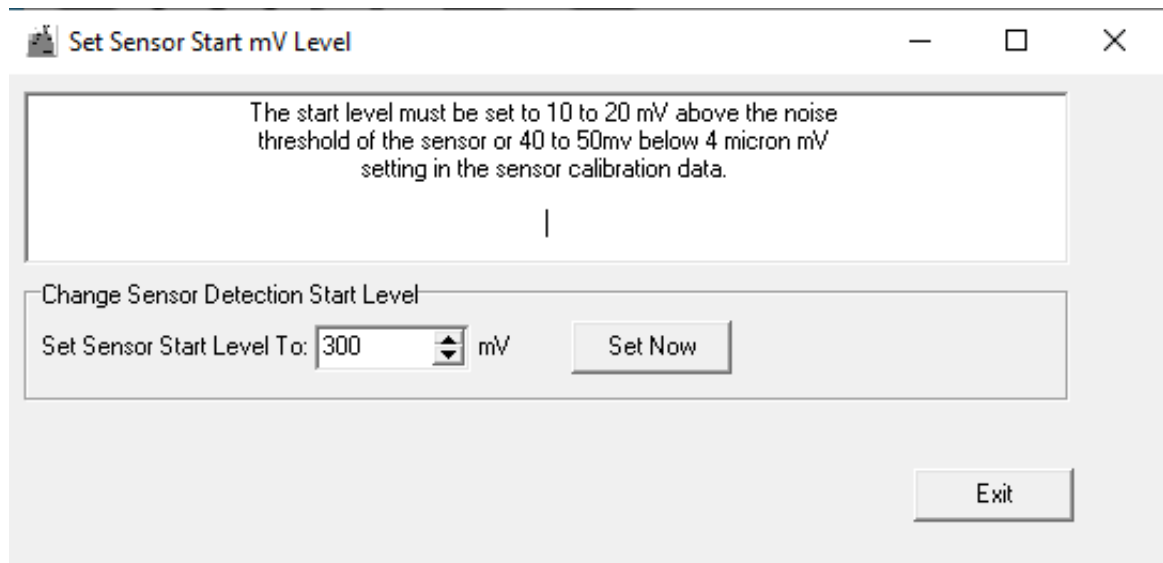 Set Sensor Start mV Level
The start level must be set to 10 to 20 mV above the noise
threshold of the sensor or 40 to 50mv below 4 micron mV
setting in the sensor calibration data.
Change Sensor Detection Start Level
Set Sensor Start Level To: 300 mV Set Now
Exit